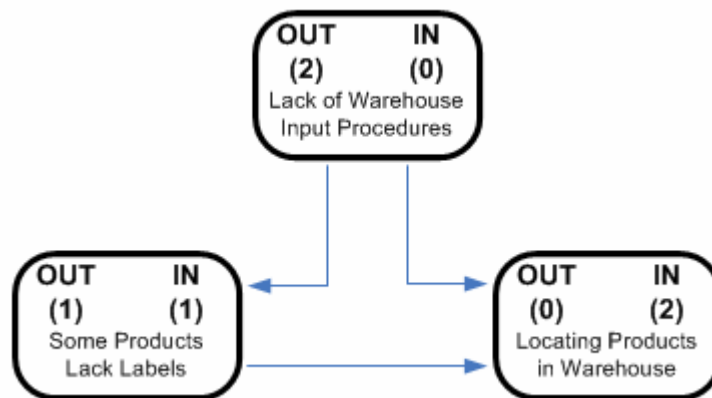 OUT IN
(2) (0)
Lack of Warehouse
Input Procedures
OUT IN
(1) (1)
Some Products
Lack Labels
OUT IN
(0) (2)
Locating Products
in Warehouse